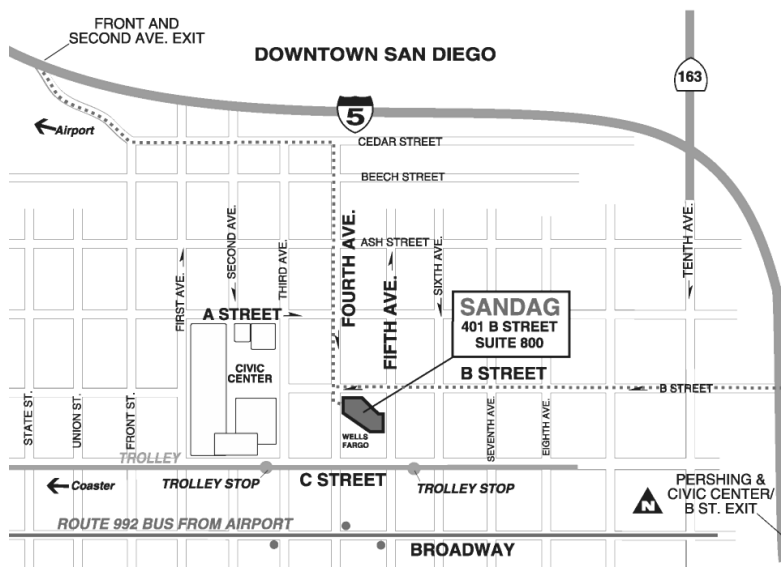 FRONT AND
SECOND AVE. EXIT
DOWNTOWN SAN DIEGO
163
5
Airport
CEDAR STREET
BEECH STREET
FIRST AVE.
SECOND AVE.
THIRD AVE.
FOURTH AVE.
ASH STREET
FIFTH AVE.
SIXTH AVE.
TENTH AVE.
A STREET
SANDAG
401 B STREET
SUITE 800
CIVIC
CENTER
B STREET
B STREET
STATE ST.
UNION ST.
FRONT ST.
WELLS
FARGO
SEVENTH AVE.
EIGHTH AVE.
TROLLEY
Coaster
TROLLEY STOP
C STREET
TROLLEY STOP
N
PERSHING &
CIVIC CENTER/
B ST. EXIT
ROUTE 992 BUS FROM AIRPORT
BROADWAY